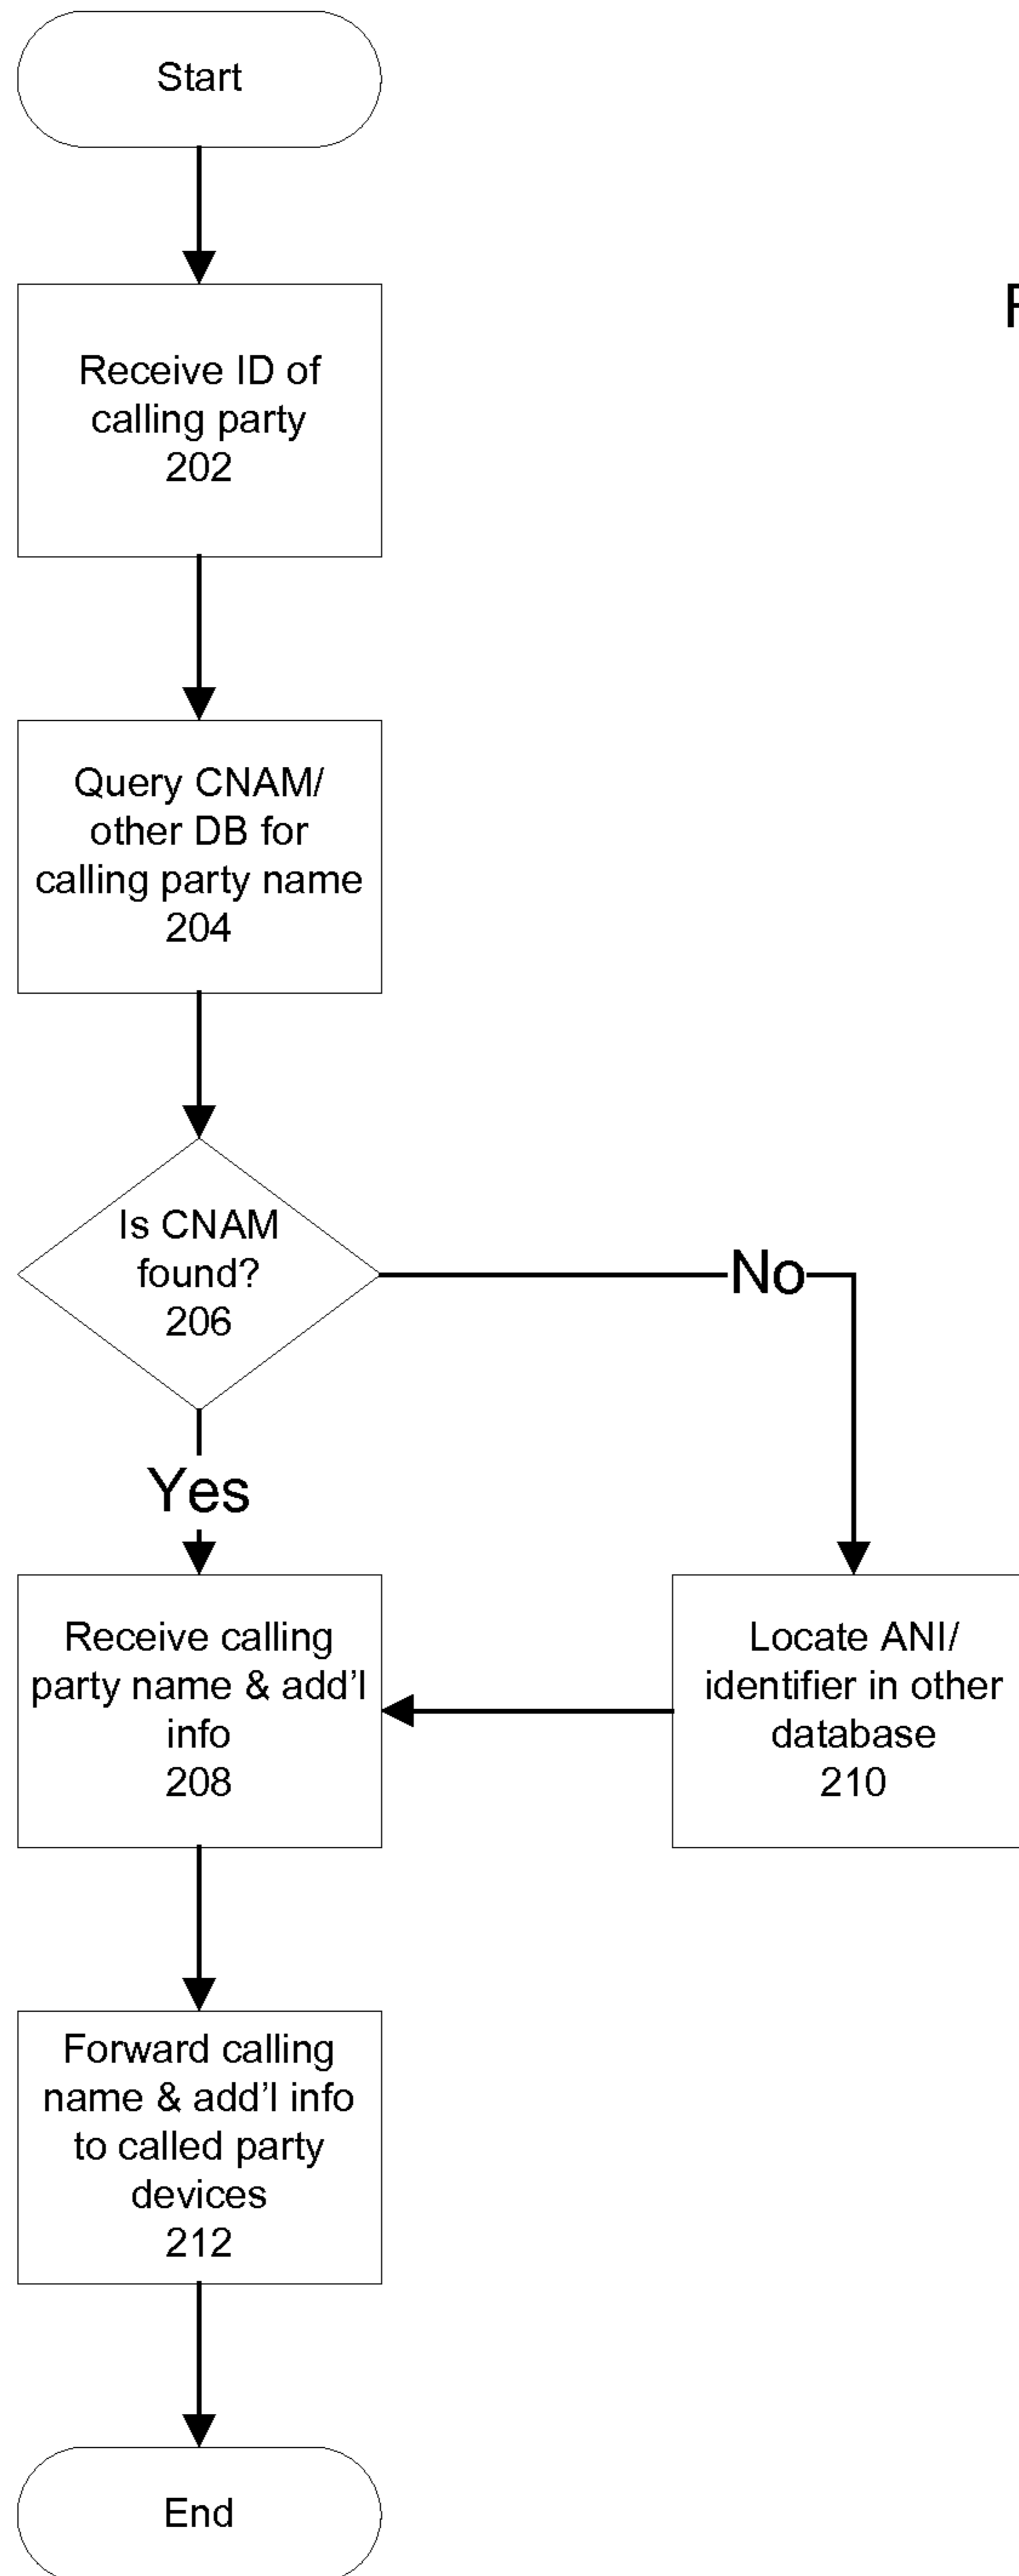 Start
Receive ID of
calling party
202
Query CNAM/
other DB for
calling party name
204
Is CNAM
found?
206
No
Yes
Receive calling
party name & add'l
info
208
Locate ANI/
identifier in other
database
210
Forward calling
name & add'l info
to called party
devices
212
End